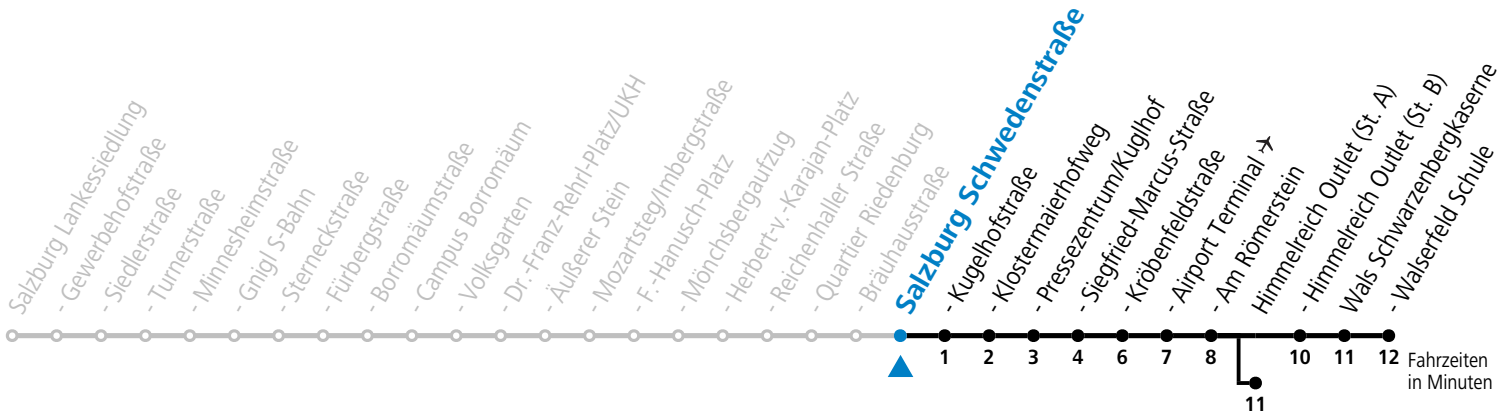 Salzburg Lankessiedlung
- Gewerbehofstraße
- Siedlerstraße
- Turnerstraße
- Minnesheimstraße
- Gnigl S-Bahn
- Sterneckstraße
- Fürbergstraße
- Borromäumstraße
- Campus Borromäum
- Volksgarten
- Dr.-Franz-Rehrl-Platz/UKH
- Äußerer Stein
- Mozartsteg/Imbergstraße
- F.-Hanusch-Platz
- Mönchsbergaufzug
- Herbert-v.-Karajan-Platz
- Reichenhaller Straße
- Quartier Riedenburg
- Bräuhausstraße
Salzburg Schwedenstraße
- Kugelhofstraße
- Klostermaierhofweg
- Pressezentrum/Kuglhof
- Siegfried-Marcus-Straße
- Kröbenfeldstraße
- Airport Terminal ✈
- Am Römerstein
Himmelreich Outlet (St. A)
- Himmelreich Outlet (St. B)
Wals Schwarzenbergkaserne
- Walserfeld Schule
1 2 3 4 6 7 8 10 11 12
Fahrzeiten
in Minuten
11